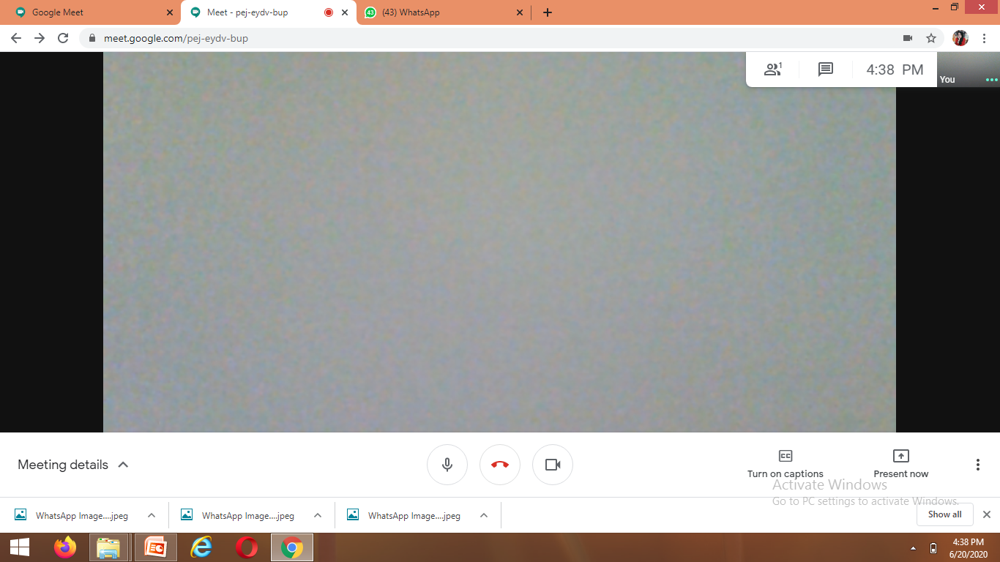 Google Meet
Meet - pej-eydv-bup
43
(43) WhatsApp
meet.google.com/pej-eydv-bup
1
4:38 PM
You
Meeting details
CC
Turn on captions
Present now
Activate Windows
Go to PC settings to activate Windows.
WhatsApp Image....jpeg
WhatsApp Image....jpeg
WhatsApp Image....jpeg
Show all
4:38 PM
6/20/2020